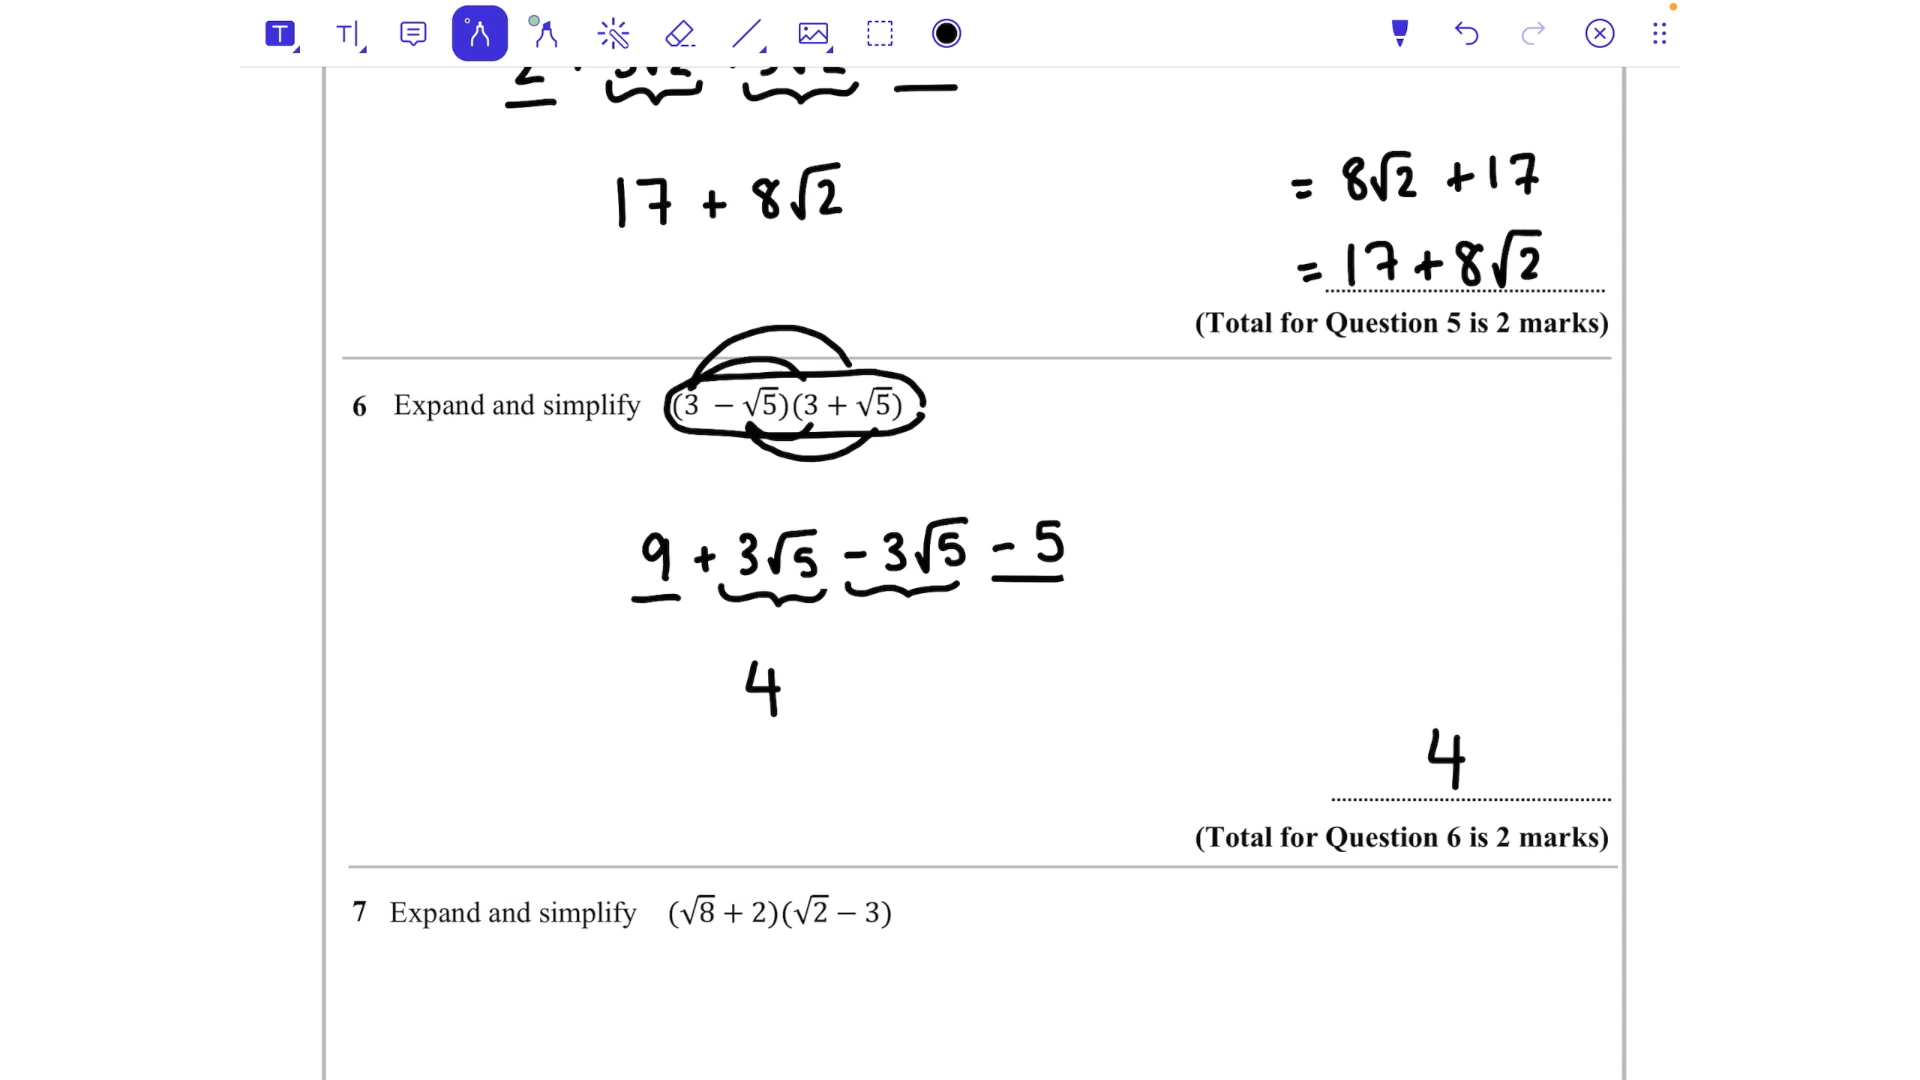 T T|
17 + 8√2
= 8√2 + 17
= 17 + 8√2
(Total for Question 5 is 2 marks)
6 Expand and simplify (3 − √5)(3 + √5)
9 + 3√5 − 3√5 − 5
4
4
(Total for Question 6 is 2 marks)
7 Expand and simplify (√8 + 2)(√2 − 3)